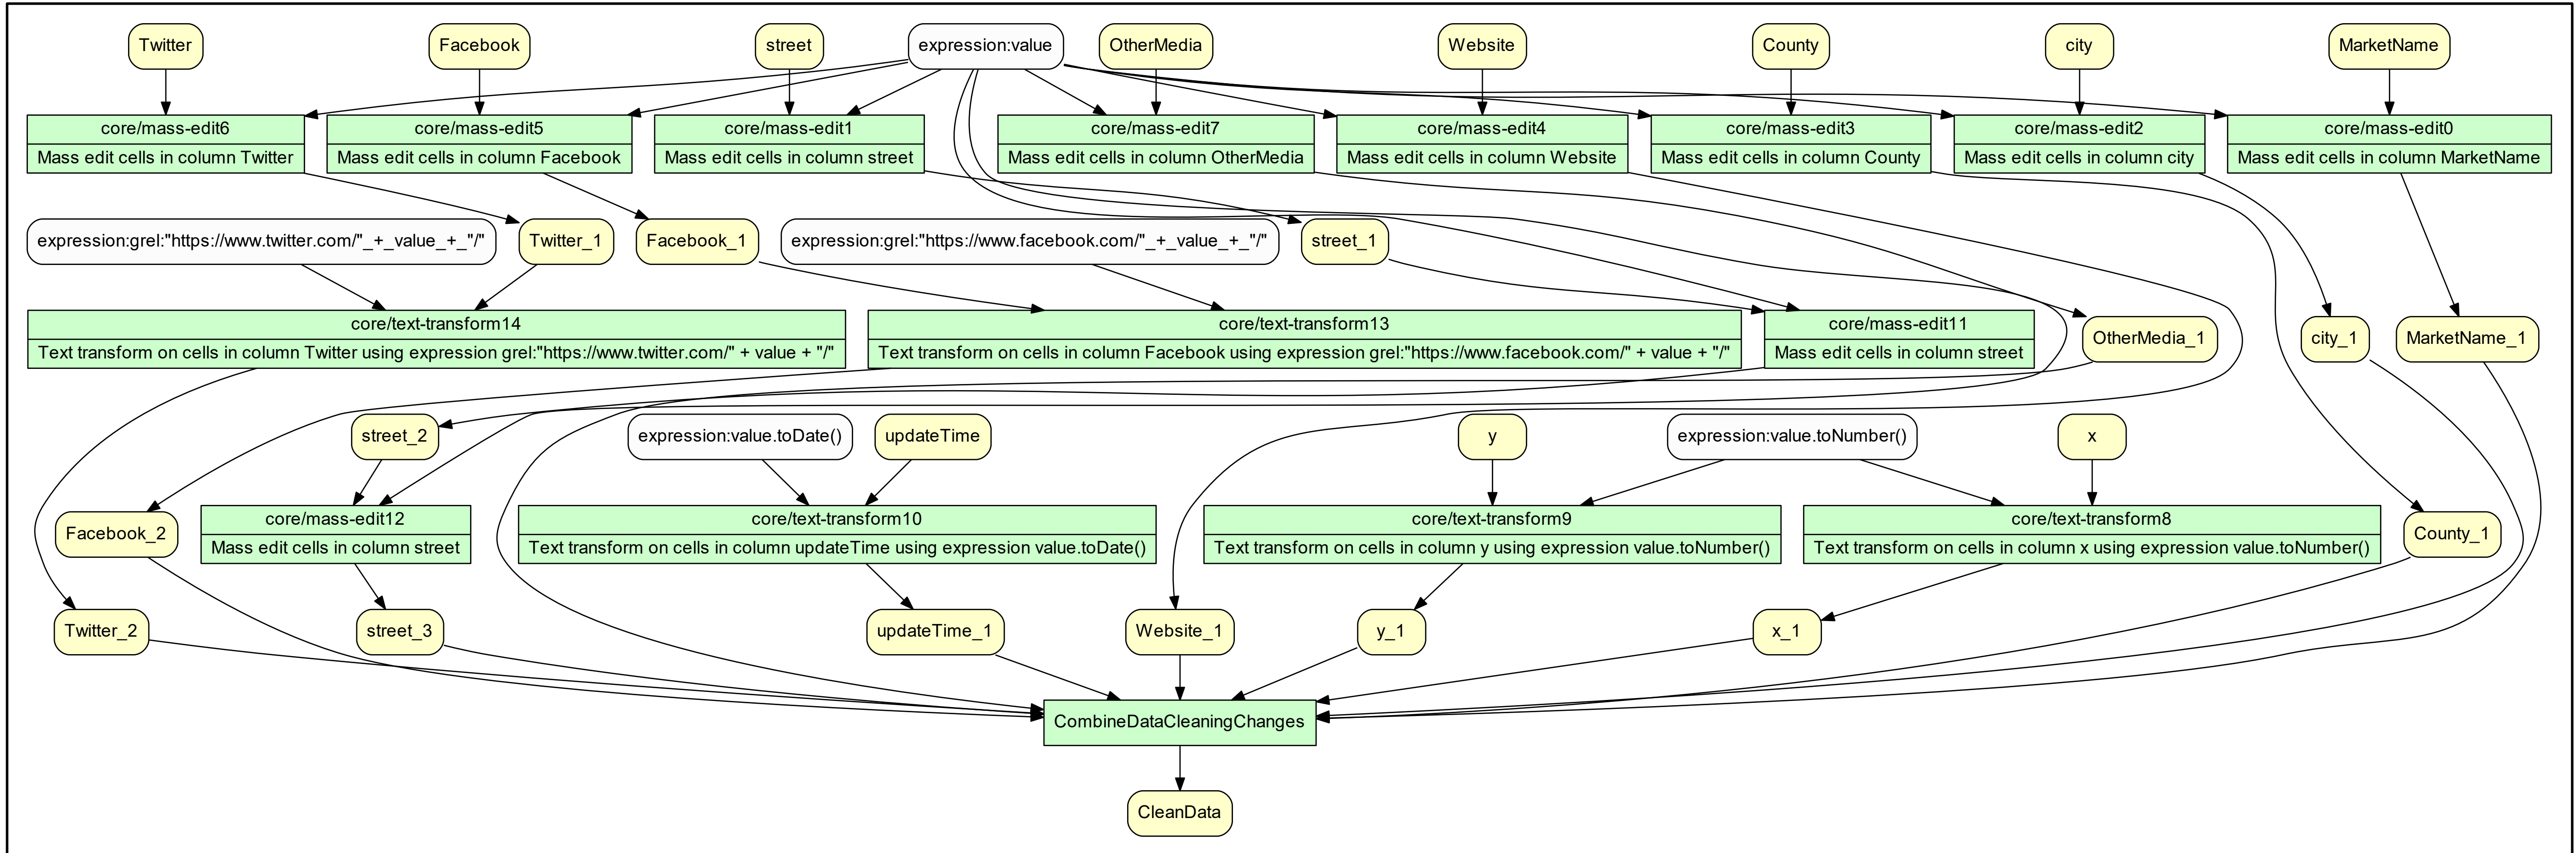 Twitter
Facebook
street
expression:value
OtherMedia
Website
County
city
MarketName
core/mass-edit6
Mass edit cells in column Twitter
core/mass-edit5
Mass edit cells in column Facebook
core/mass-edit1
Mass edit cells in column street
core/mass-edit7
Mass edit cells in column OtherMedia
core/mass-edit4
Mass edit cells in column Website
core/mass-edit3
Mass edit cells in column County
core/mass-edit2
Mass edit cells in column city
core/mass-edit0
Mass edit cells in column MarketName
expression:grel:"https://www.twitter.com/"_+_value_+_"/"
Twitter_1
Facebook_1
expression:grel:"https://www.facebook.com/"_+_value_+_"/"
street_1
core/text-transform14
Text transform on cells in column Twitter using expression grel:"https://www.twitter.com/" + value + "/"
core/text-transform13
Text transform on cells in column Facebook using expression grel:"https://www.facebook.com/" + value + "/"
core/mass-edit11
Mass edit cells in column street
OtherMedia_1
city_1
MarketName_1
street_2
expression:value.toDate()
updateTime
y
expression:value.toNumber()
x
Facebook_2
core/mass-edit12
Mass edit cells in column street
core/text-transform10
Text transform on cells in column updateTime using expression value.toDate()
core/text-transform9
Text transform on cells in column y using expression value.toNumber()
core/text-transform8
Text transform on cells in column x using expression value.toNumber()
County_1
Twitter_2
street_3
updateTime_1
Website_1
y_1
x_1
CombineDataCleaningChanges
CleanData